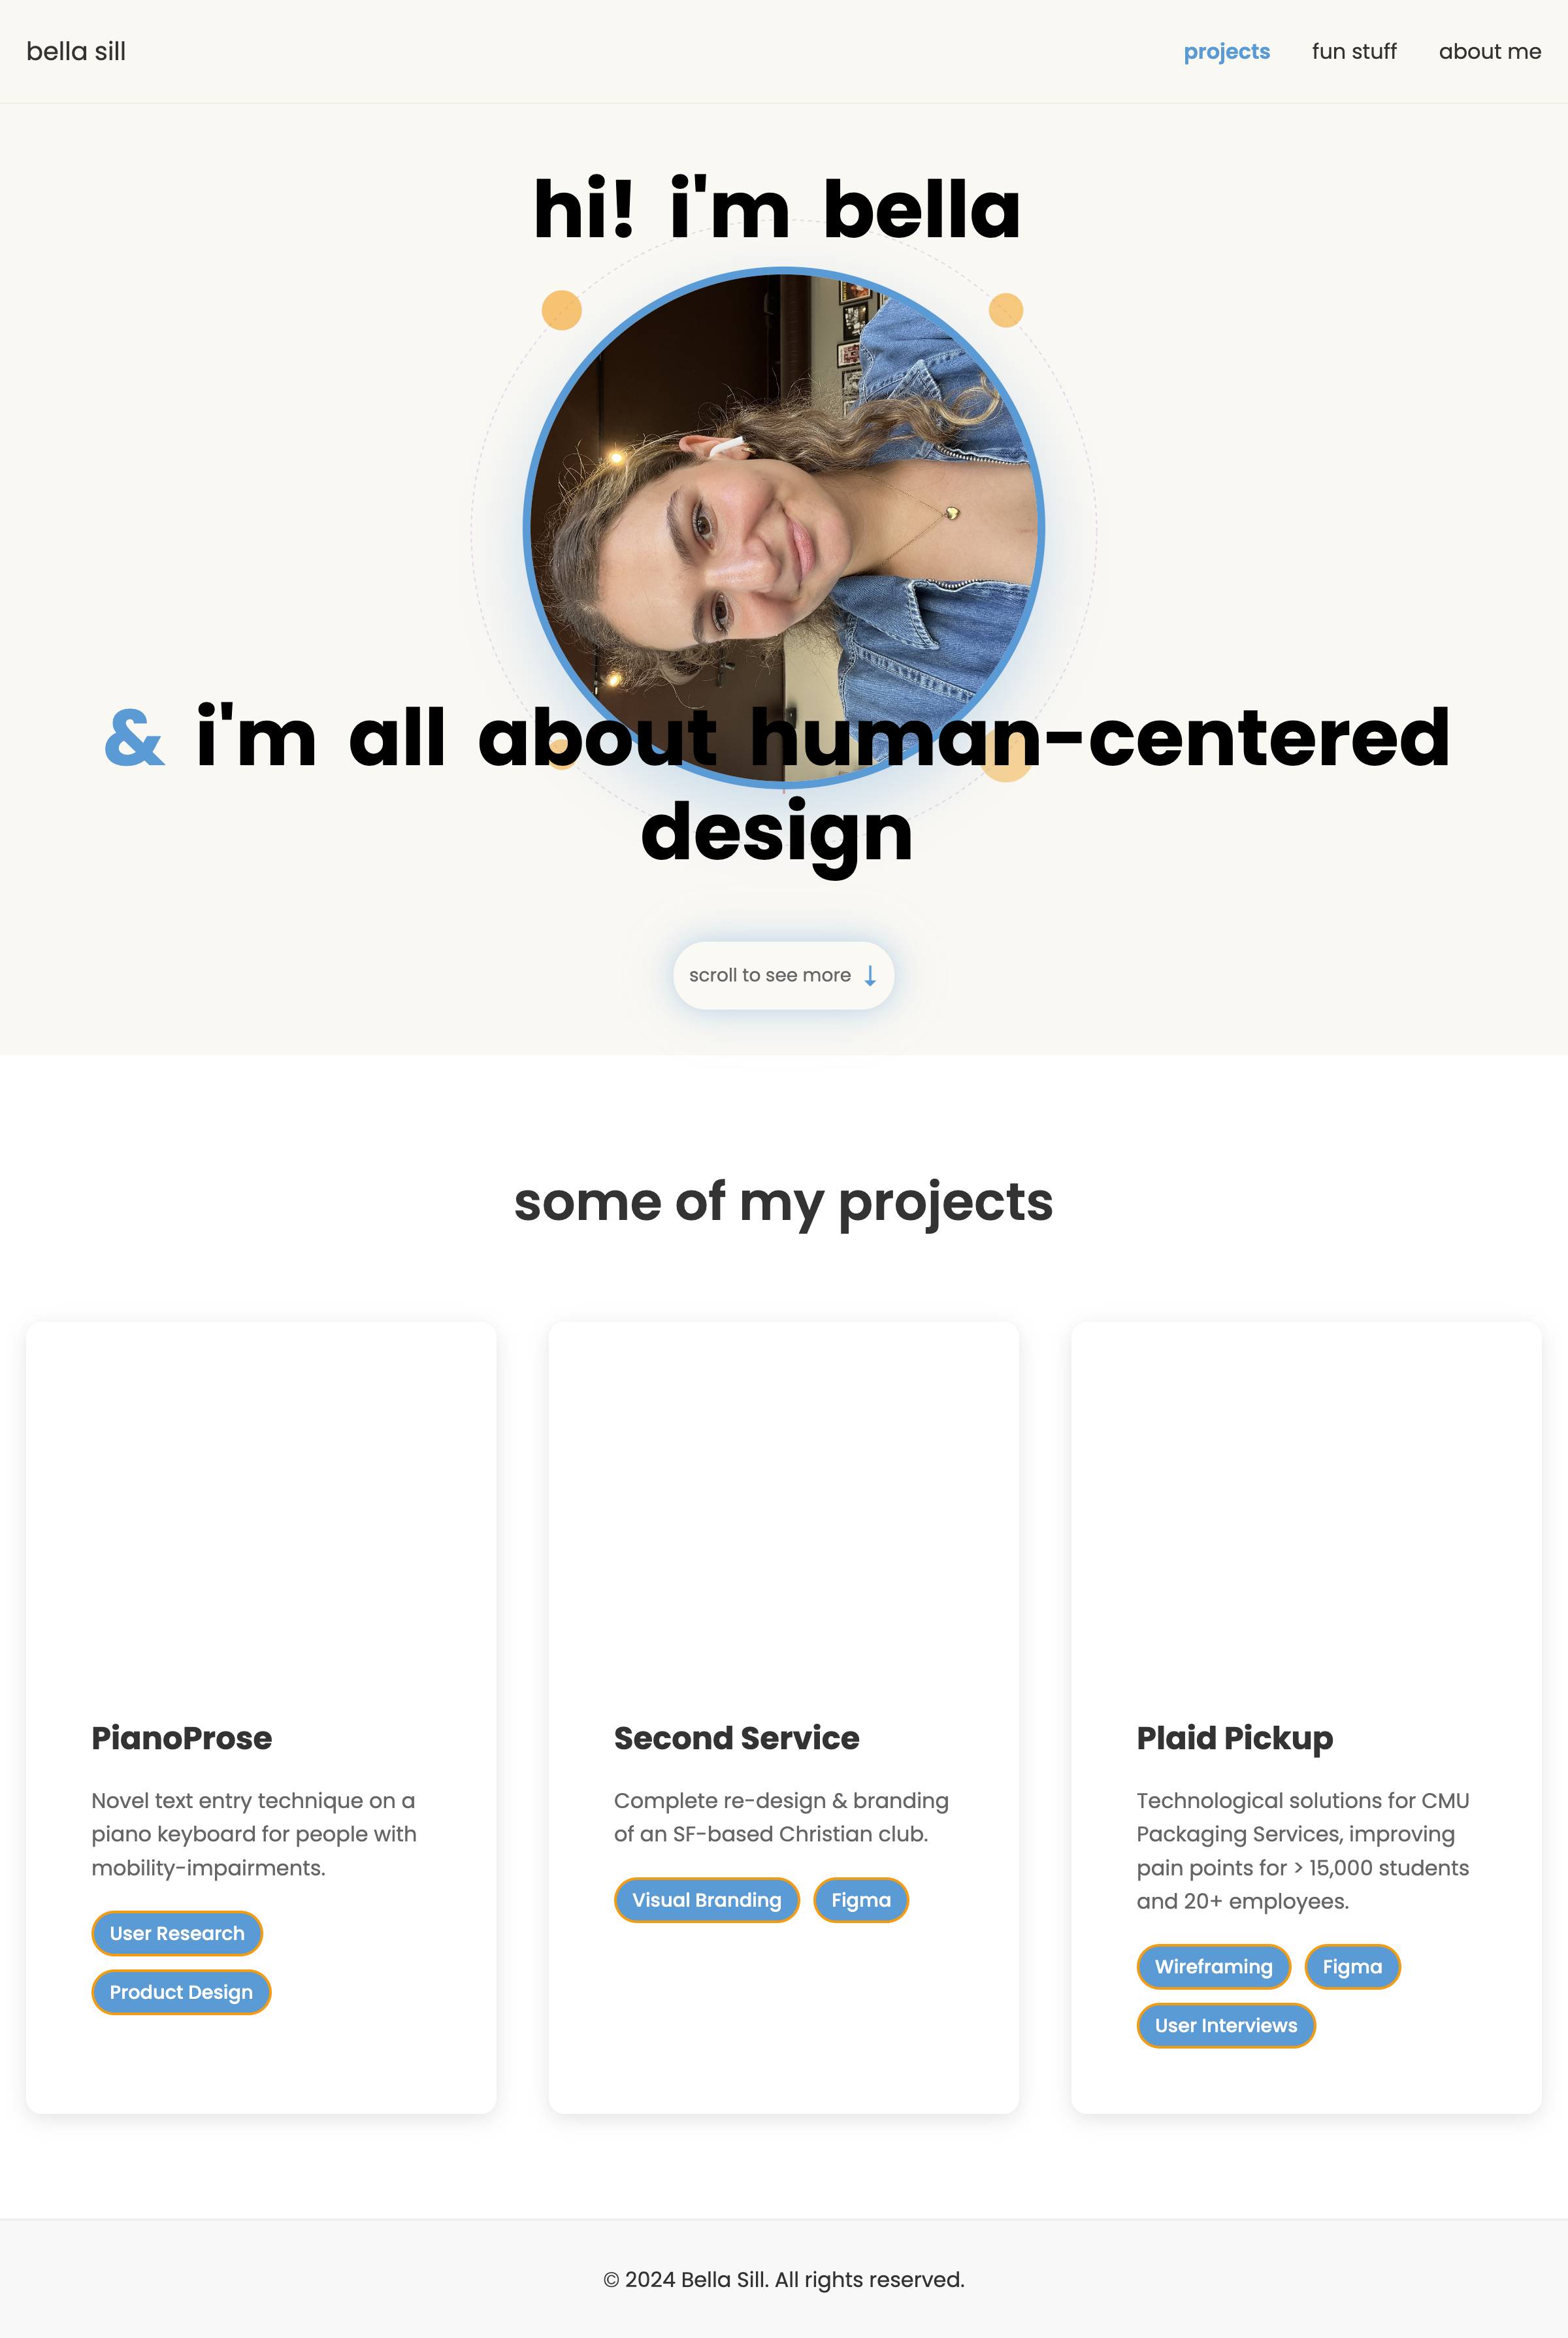 bella sill
projects fun stuff about me
hi! i'm bella
& i'm all about human-centered
design
scroll to see more ↓
some of my projects
PianoProse
Novel text entry technique on a
piano keyboard for people with
mobility-impairments.
User Research
Product Design
Second Service
Complete re-design & branding
of an SF-based Christian club.
Visual Branding Figma
Plaid Pickup
Technological solutions for CMU
Packaging Services, improving
pain points for > 15,000 students
and 20+ employees.
Wireframing Figma
User Interviews
© 2024 Bella Sill. All rights reserved.